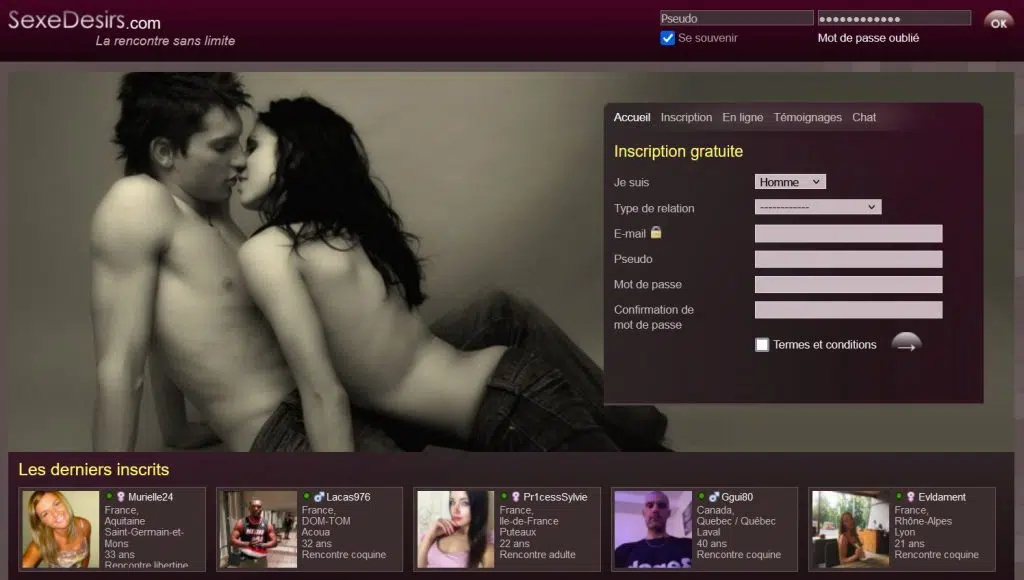 SexeDesirs.com
La rencontre sans limite
Pseudo
●●●●●●●●●●●●
OK
Se souvenir
Mot de passe oublié
Accueil Inscription En ligne Témoignages Chat
Inscription gratuite
Je suis
Homme
Type de relation
------------
E-mail
Pseudo
Mot de passe
Confirmation de
mot de passe
Termes et conditions
Les derniers inscrits
Murielle24
France,
Aquitaine
Saint-Germain-et-
Mons
33 ans
Rencontre libertine
Lacas976
France,
DOM-TOM
Acoua
32 ans
Rencontre coquine
Pr1cessSylvie
France,
Ile-de-France
Puteaux
22 ans
Rencontre adulte
Ggui80
Canada,
Quebec / Québec
Laval
40 ans
Rencontre coquine
Evldament
France,
Rhône-Alpes
Lyon
21 ans
Rencontre coquine